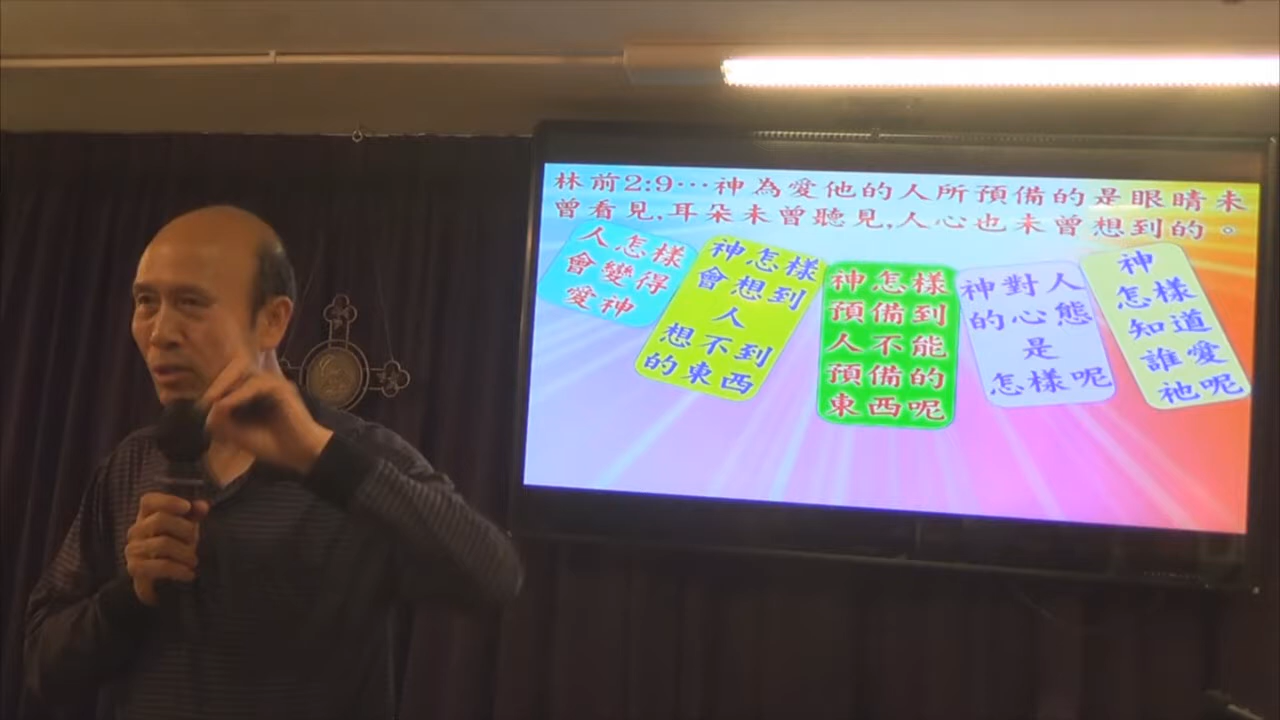 林前2:9…神為愛他的人所預備的是眼睛未
曾看見,耳朵未曾聽見,人心也未曾想到的。
人怎樣
會變得
愛神
神怎樣
會想到
人
想不到
的東西
神怎樣
預備到
人不能
預備的
東西呢
神對人
的心態
是
怎樣呢
神
怎樣
知道
誰愛
祂呢